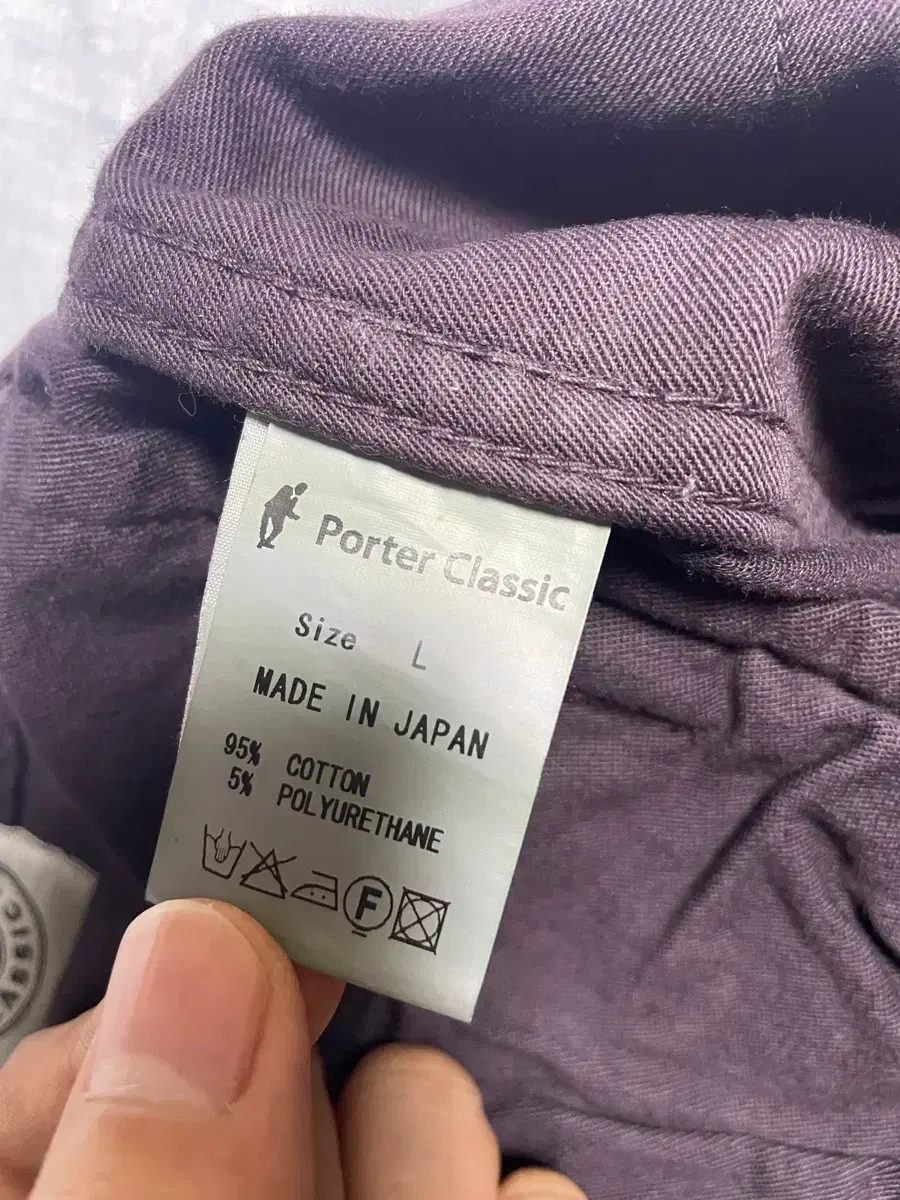 Porter Classic
Size L
MADE IN JAPAN
95% COTTON
5% POLYURETHANE
F